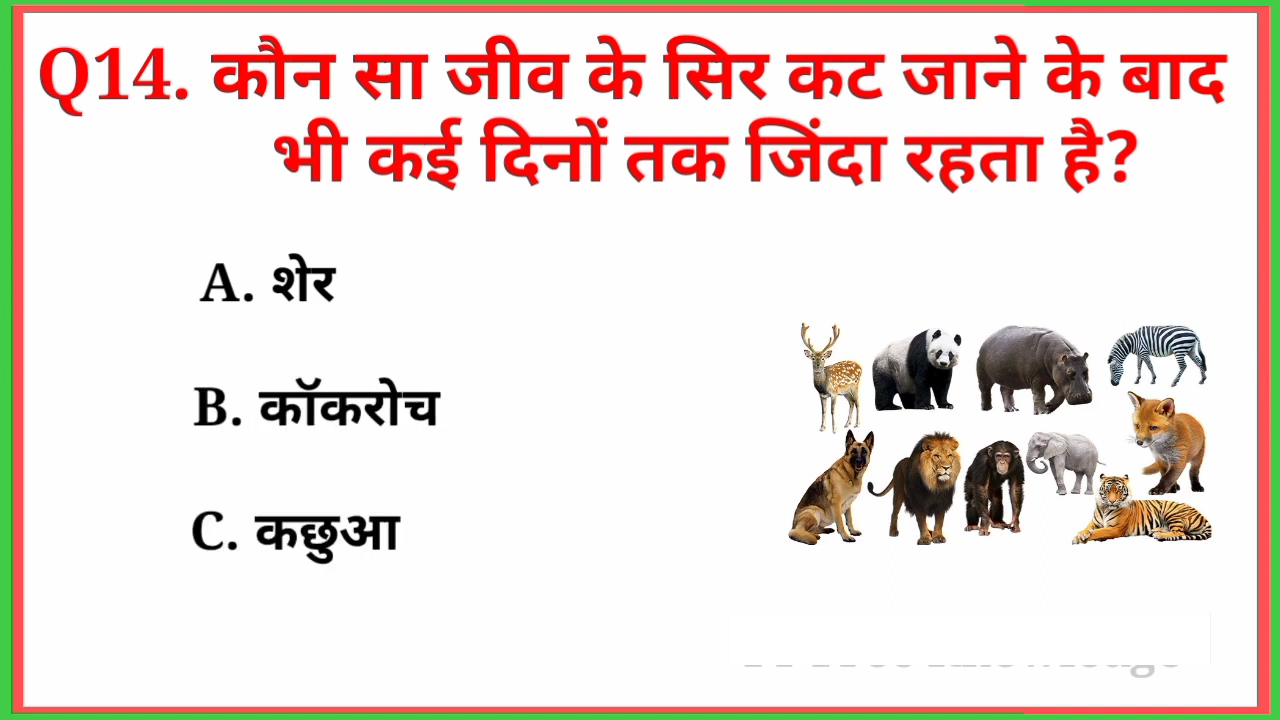 Q14. कौन सा जीव के सिर कट जाने के बाद
भी कई दिनों तक जिंदा रहता है?
A. शेर
B. कॉकरोच
C. कछुआ